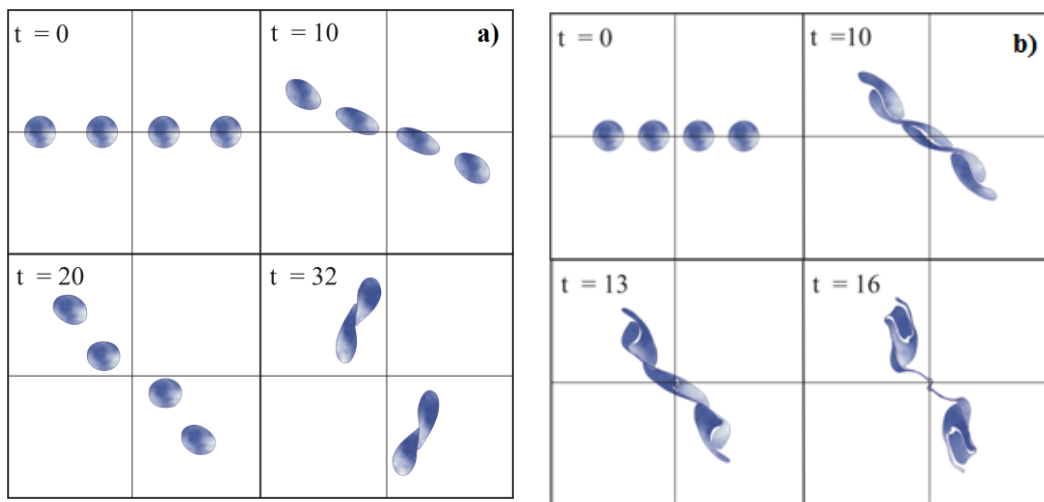 t = 0
t = 10
a)
t = 20
t = 32
t = 0
t =10
b)
t = 13
t = 16